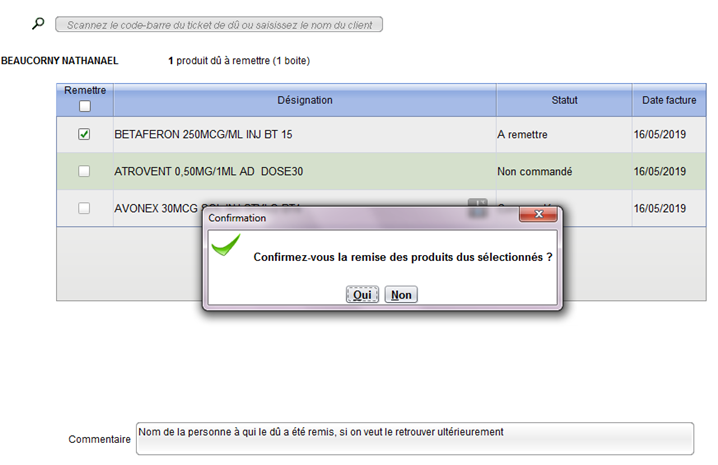 Scannez le code-barre du ticket de dû ou saisissez le nom du client
BEAUCORNY NATHANAEL 1 produit dû à remettre (1 boite)
Remettre Désignation Statut Date facture
BETAFERON 250MCG/ML INJ BT 15 A remettre 16/05/2019
ATROVENT 0,50MG/1ML AD DOSE30 Non commandé 16/05/2019
AVONEX 30MCG 16/05/2019
Confirmation
Confirmez-vous la remise des produits dus sélectionnés ?
Oui Non
Commentaire Nom de la personne à qui le dû a été remis, si on veut le retrouver ultérieurement